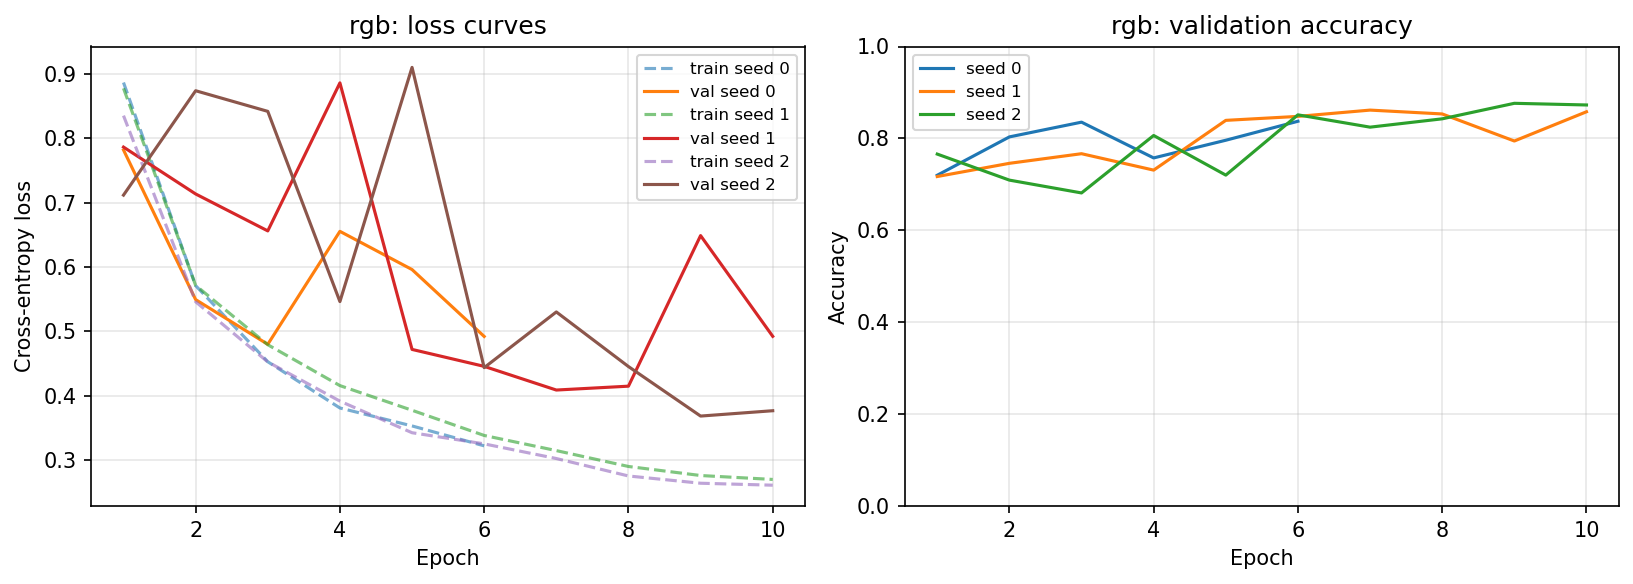 rgb: loss curves
0.9
0.8
0.7
0.6
0.5
0.4
0.3
Cross-entropy loss
train seed 0
val seed 0
train seed 1
val seed 1
train seed 2
val seed 2
2 4 6 8 10
Epoch
rgb: validation accuracy
1.0
0.8
0.6
0.4
0.2
0.0
Accuracy
seed 0
seed 1
seed 2
2 4 6 8 10
Epoch